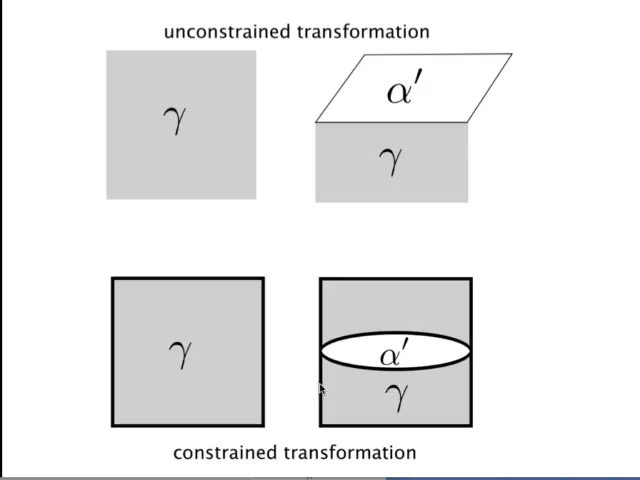 unconstrained transformation
γ
α′
γ
γ
α′
γ
constrained transformation